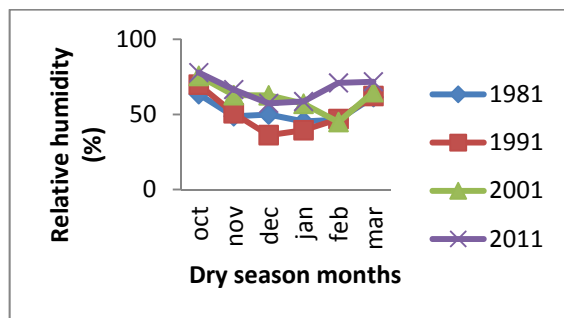 Relative humidity
(%)
100
50
0
oct
nov
dec
jan
feb
mar
Dry season months
1981
1991
2001
2011